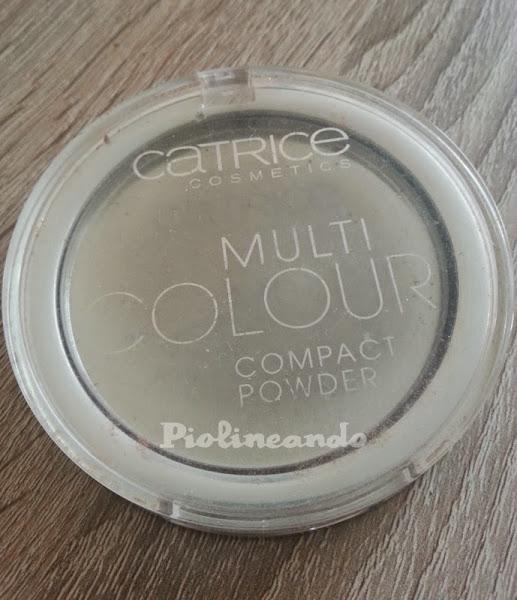 CATRICE
COSMETICS
MULTI
COLOUR
COMPACT
POWDER
Piolineando